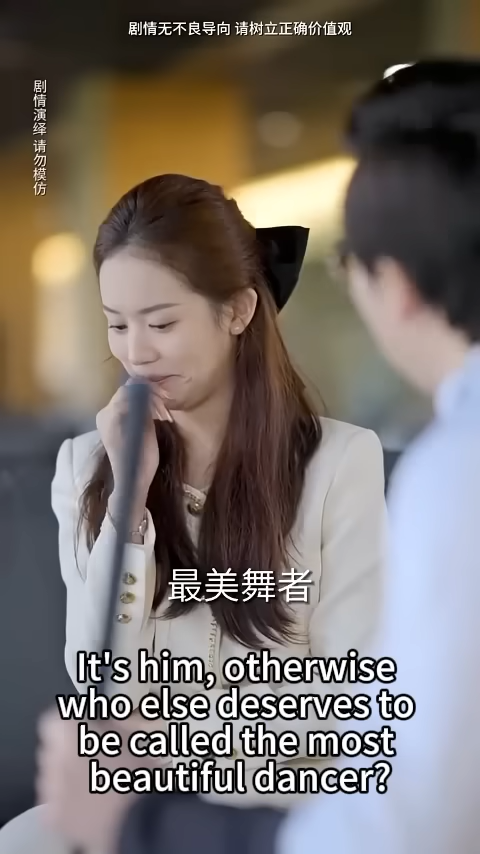 剧情无不良导向 请树立正确价值观
剧情演绎 请勿模仿
最美舞者
It's him, otherwise
who else deserves to
be called the most
beautiful dancer?